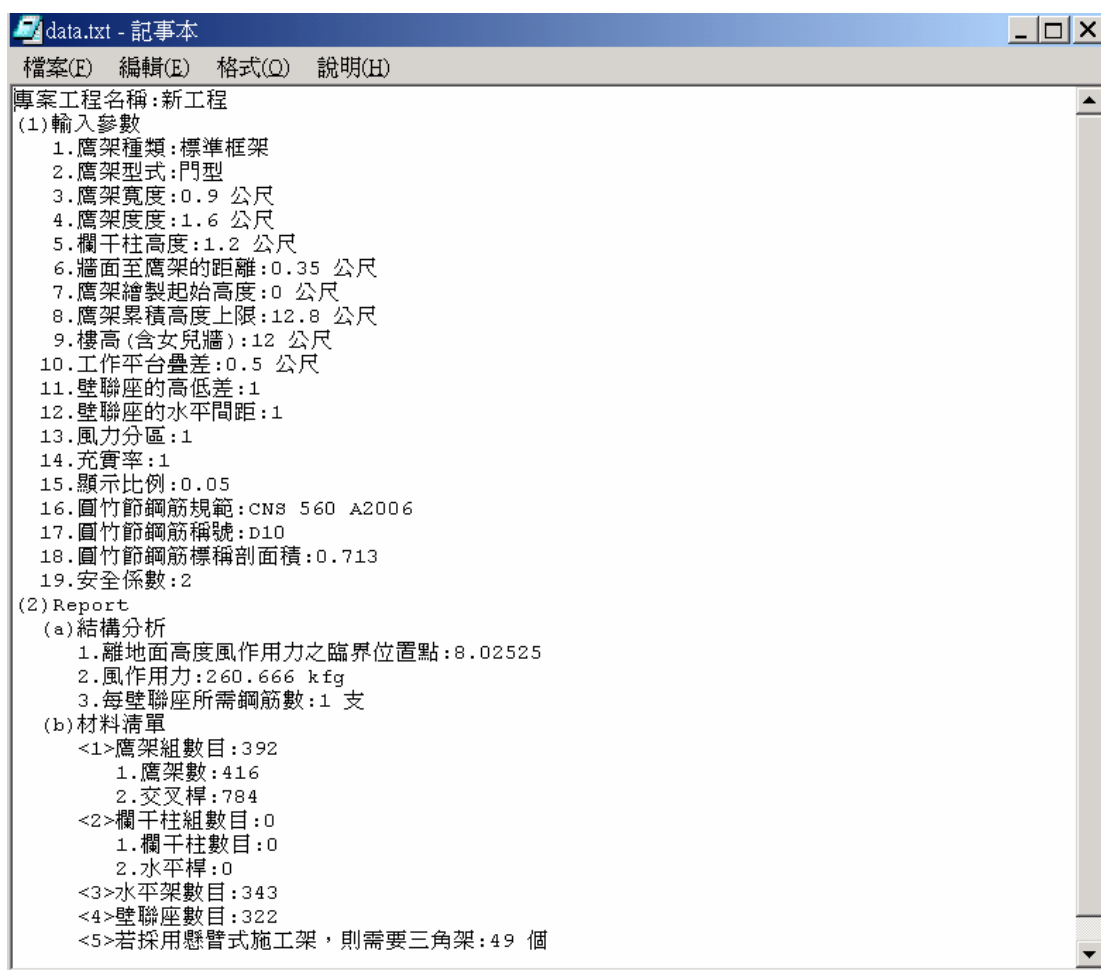 data.txt - 記事本
檔案(F) 編輯(E) 格式(O) 說明(H)
專案工程名稱:新工程
(1)輸入參數
1.鷹架種類:標準框架
2.鷹架型式:門型
3.鷹架寬度:0.9 公尺
4.鷹架度度:1.6 公尺
5.欄干柱高度:1.2 公尺
6.牆面至鷹架的距離:0.35 公尺
7.鷹架繪製起始高度:0 公尺
8.鷹架累積高度上限:12.8 公尺
9.樓高(含女兒牆):12 公尺
10.工作平台疊差:0.5 公尺
11.壁聯座的高低差:1
12.壁聯座的水平間距:1
13.風力分區:1
14.充實率:1
15.顯示比例:0.05
16.圓竹節鋼筋規範:CNS 560 A2006
17.圓竹節鋼筋稱號:D10
18.圓竹節鋼筋標稱剖面積:0.713
19.安全係數:2
(2)Report
(a)結構分析
1.離地面高度風作用力之臨界位置點:8.02525
2.風作用力:260.666 kfg
3.每壁聯座所需鋼筋數:1 支
(b)材料清單
<1>鷹架組數目:392
1.鷹架數:416
2.交叉桿:784
<2>欄干柱組數目:0
1.欄干柱數目:0
2.水平桿:0
<3>水平架數目:343
<4>壁聯座數目:322
<5>若採用懸臂式施工架，則需要三角架:49 個